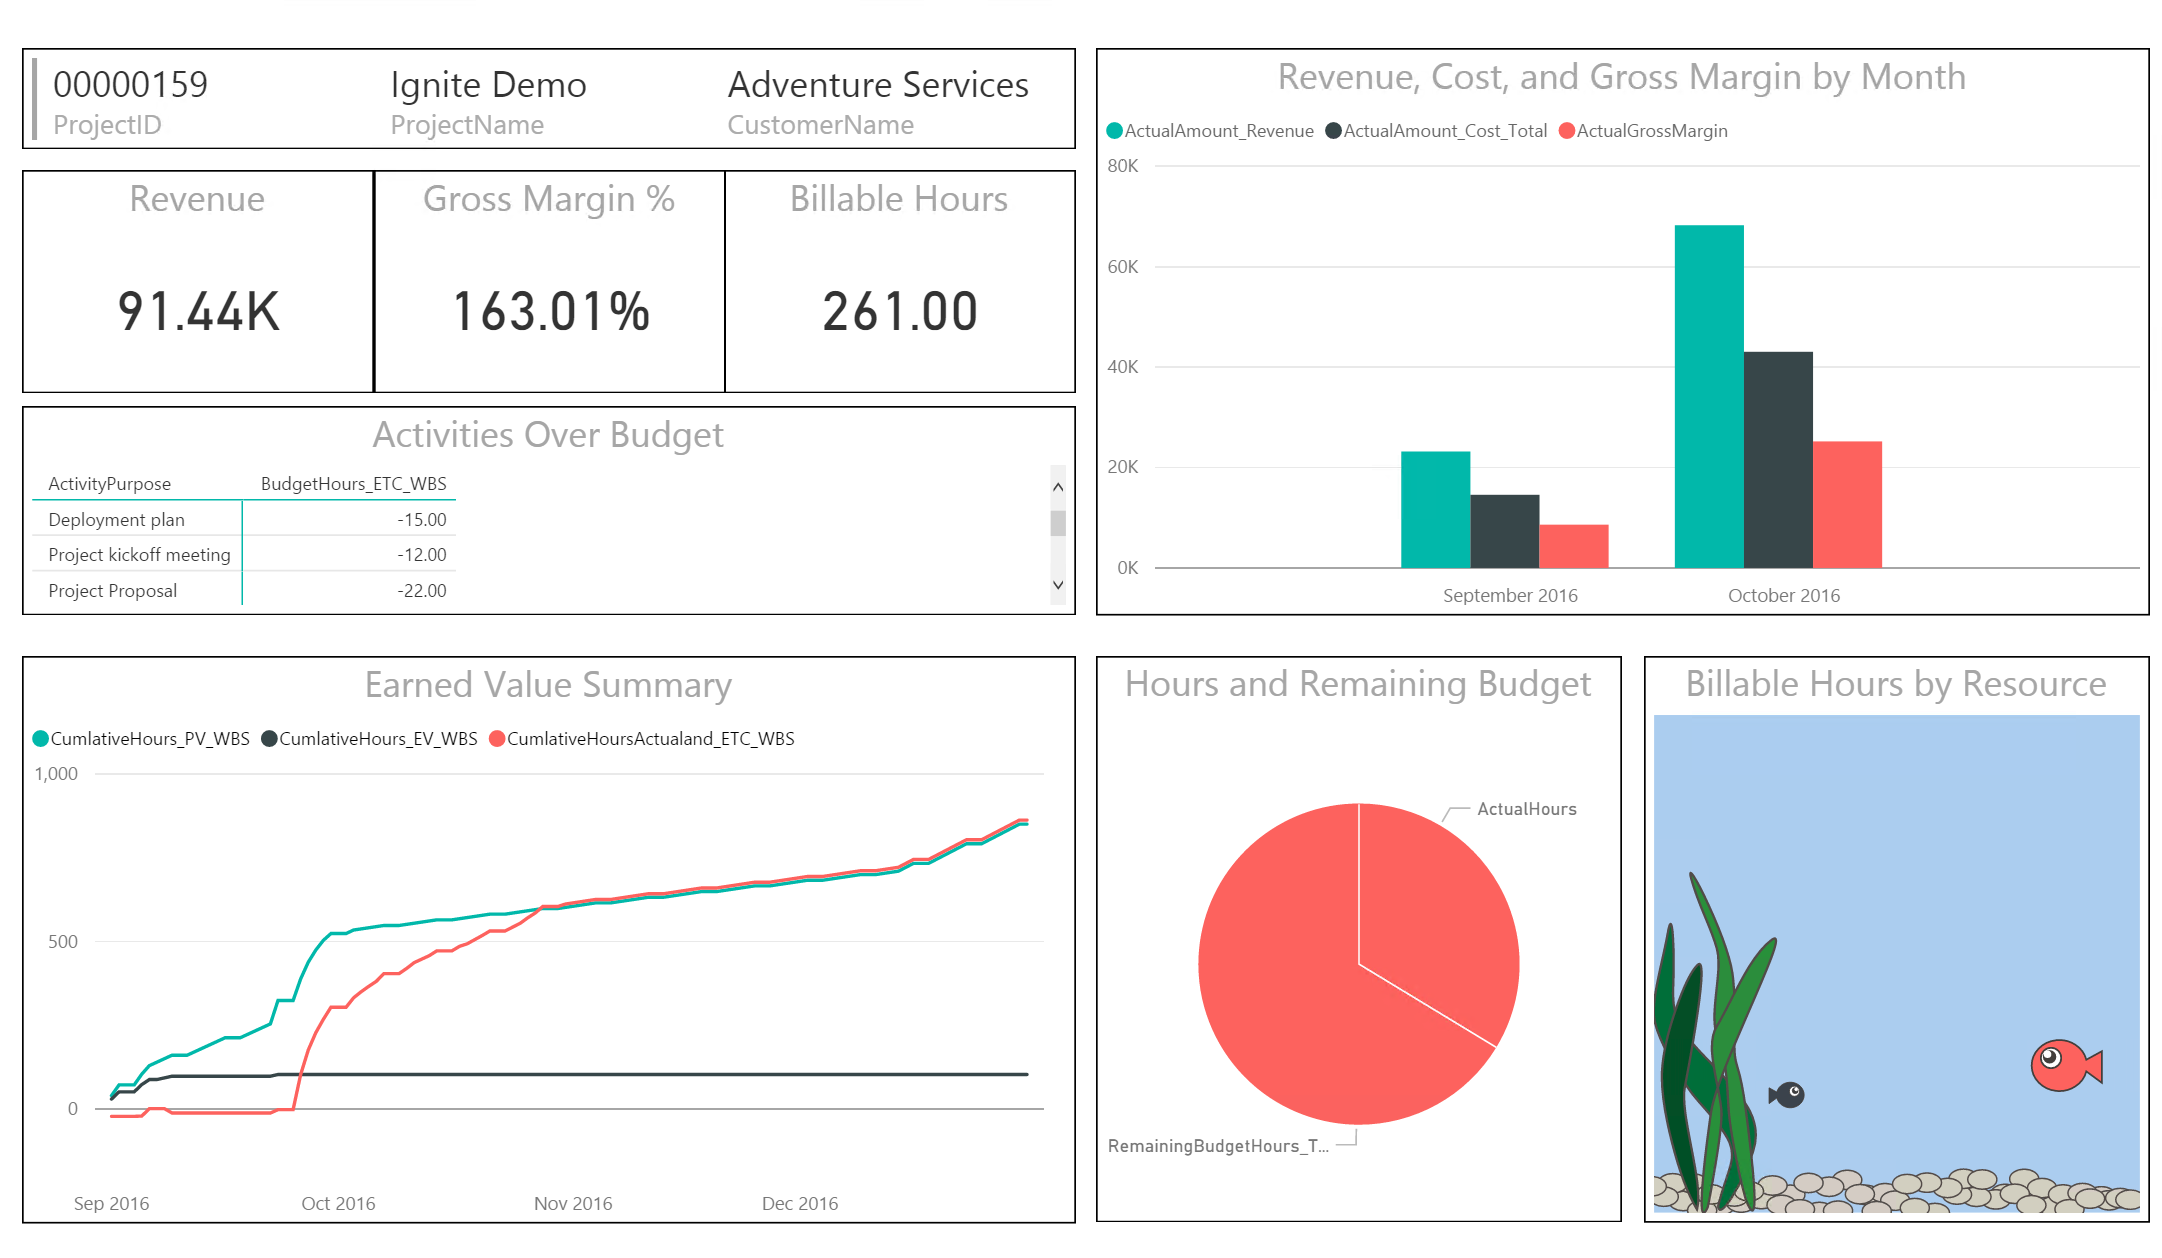 00000159 Ignite Demo Adventure Services
ProjectID ProjectName CustomerName
Revenue Gross Margin % Billable Hours
91.44K 163.01% 261.00
Activities Over Budget
ActivityPurpose BudgetHours_ETC_WBS
Deployment plan -15.00
Project kickoff meeting -12.00
Project Proposal -22.00
Revenue, Cost, and Gross Margin by Month
ActualAmount_Revenue ActualAmount_Cost_Total ActualGrossMargin
80K
60K
40K
20K
0K
September 2016 October 2016
Earned Value Summary
CumlativeHours_PV_WBS CumlativeHours_EV_WBS CumlativeHoursActualand_ETC_WBS
1,000
500
0
Sep 2016 Oct 2016 Nov 2016 Dec 2016
Hours and Remaining Budget
ActualHours
RemainingBudgetHours_T...
Billable Hours by Resource